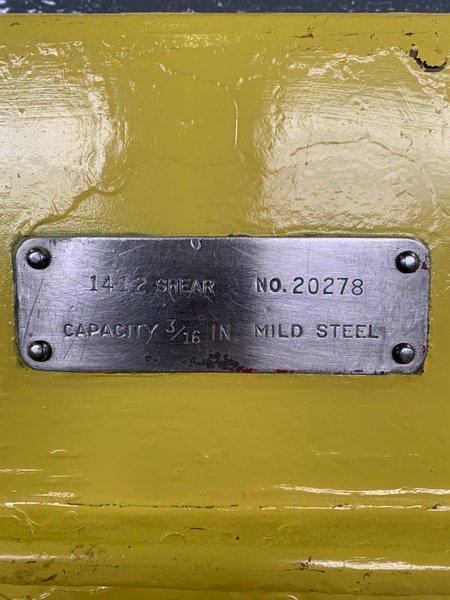 1412 SHEAR NO. 20278
CAPACITY 3/16 IN. MILD STEEL